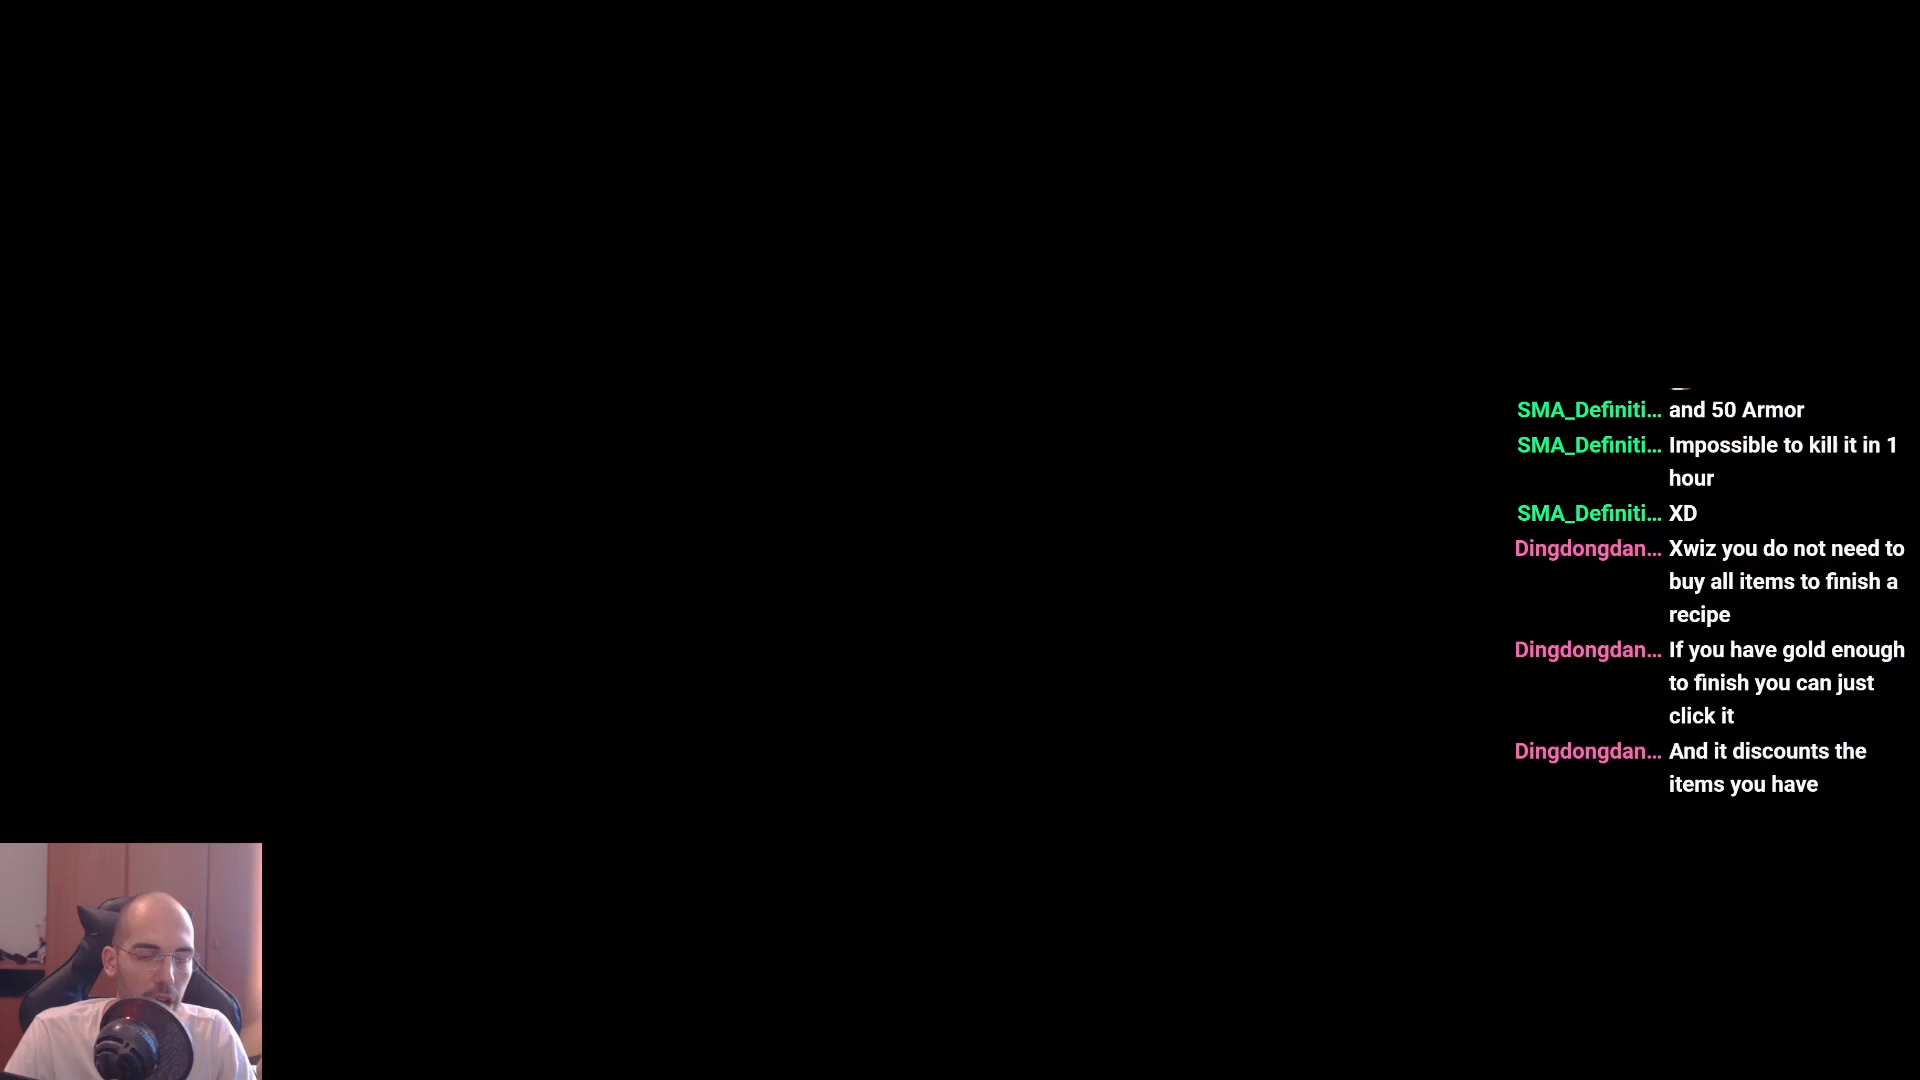 SMA_Definiti... and 50 Armor
SMA_Definiti... Impossible to kill it in 1
hour
SMA_Definiti... XD
Dingdongdan... Xwiz you do not need to
buy all items to finish a
recipe
Dingdongdan... If you have gold enough
to finish you can just
click it
Dingdongdan... And it discounts the
items you have